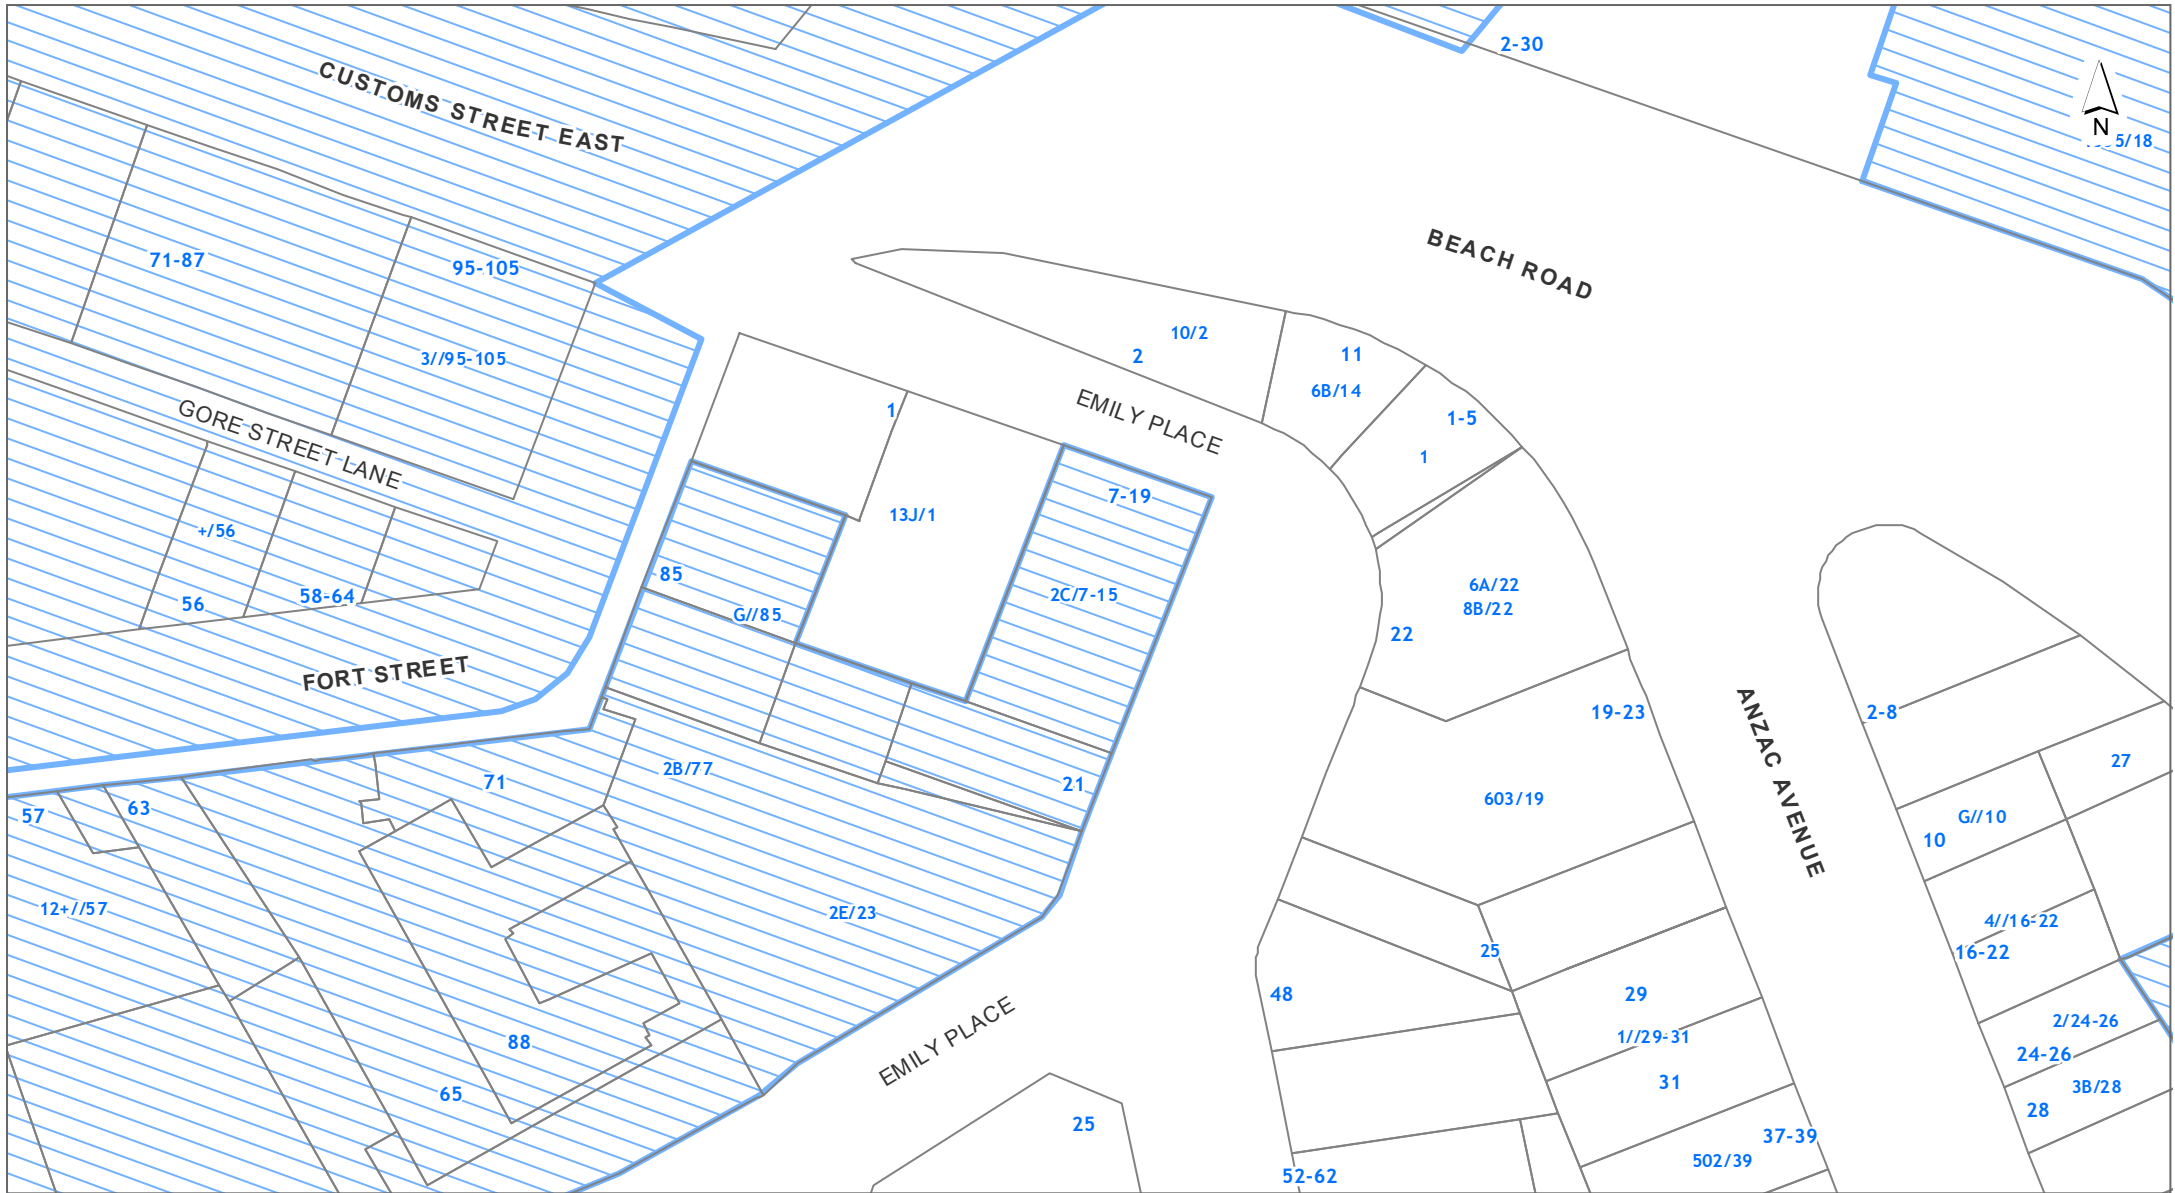 2-30
CUSTOMS STREET EAST
N
5/18
71-87
95-105
BEACH ROAD
10/2
2
11
3//95-105
6B/14
EMILY PLACE
1
1-5
GORE STREET LANE
1
7-19
13J/1
+/56
85
6A/22
58-64
2C/7-15
56
8B/22
G//85
22
FORT STREET
19-23
2-8
ANZAC AVENUE
27
2B/77
71
21
603/19
63
57
G//10
10
12+//57
2E/23
4//16-22
25
16-22
48
29
2/24-26
1//29-31
88
EMILY PLACE
24-26
31
3B/28
65
28
25
37-39
502/39
52-62